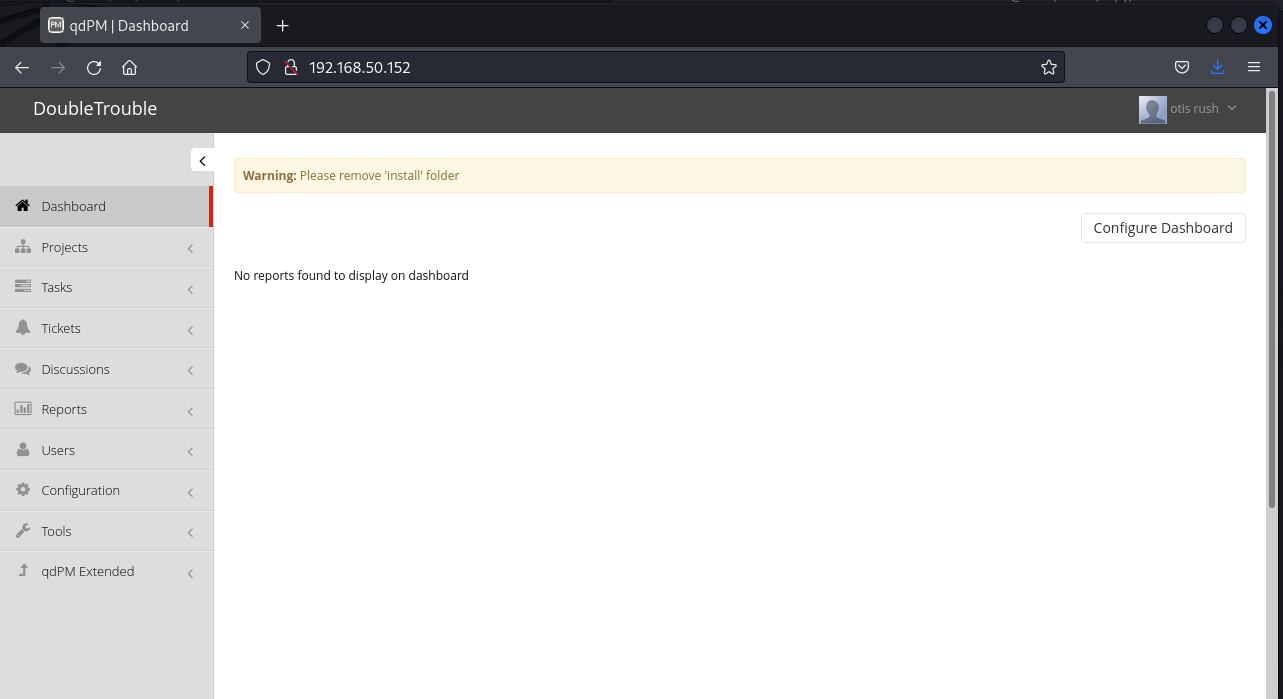 qdPM | Dashboard
192.168.50.152
DoubleTrouble
otis rush
Warning: Please remove 'install' folder
Configure Dashboard
No reports found to display on dashboard
Dashboard
Projects
Tasks
Tickets
Discussions
Reports
Users
Configuration
Tools
qdPM Extended